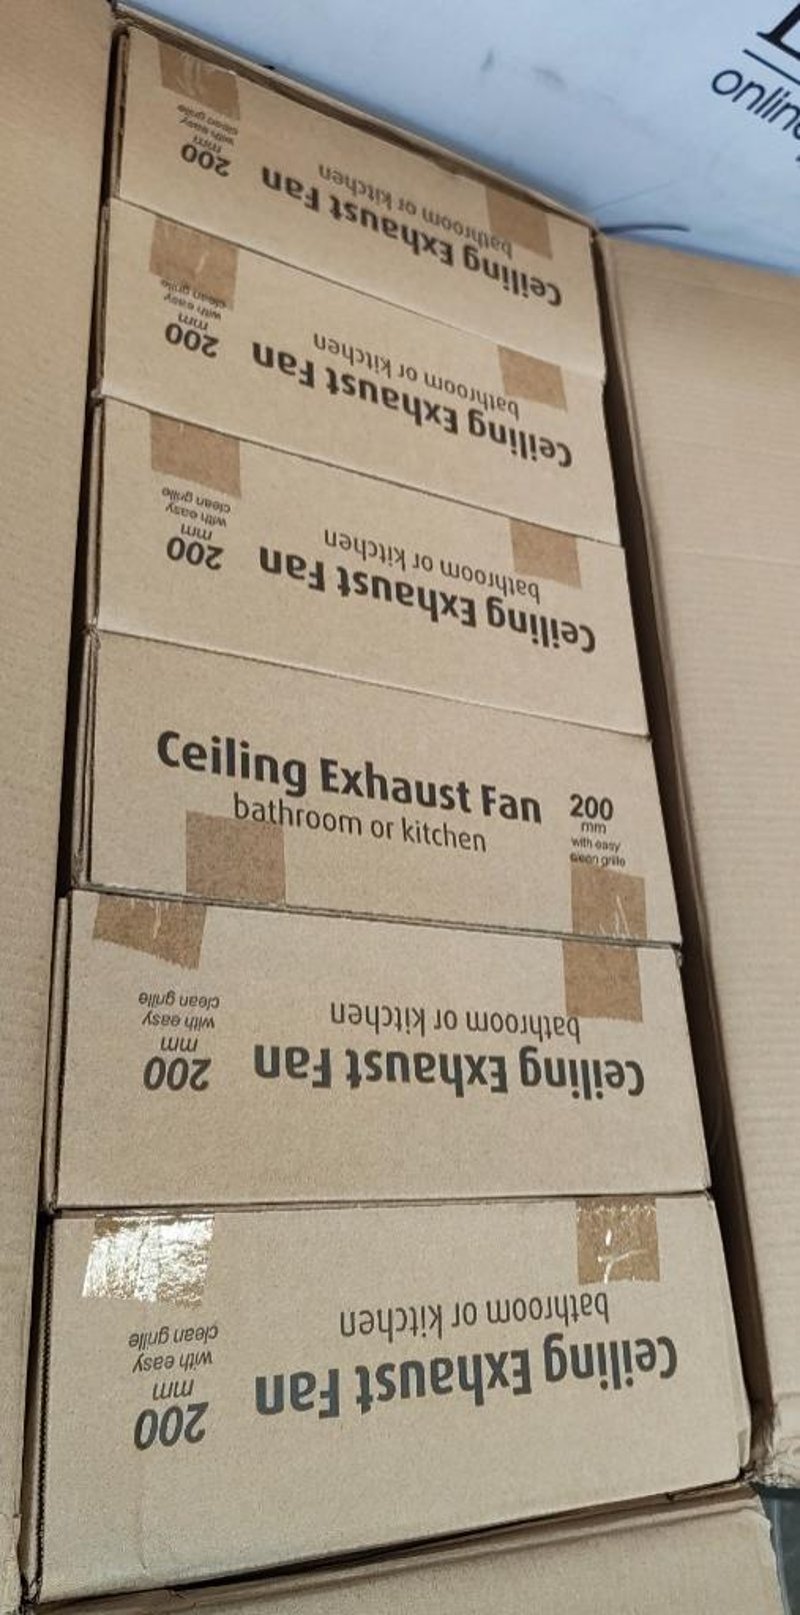 onlin
Ceiling Exhaust Fan
bathroom or kitchen
200
mm
with easy
clean grille
Ceiling Exhaust Fan
bathroom or kitchen
200
mm
with easy
clean grille
Ceiling Exhaust Fan
bathroom or kitchen
200
mm
with easy
clean grille
Ceiling Exhaust Fan
bathroom or kitchen
200
mm
with easy
clean grille
Ceiling Exhaust Fan
bathroom or kitchen
200
mm
with easy
clean grille
Ceiling Exhaust Fan
bathroom or kitchen
200
mm
with easy
clean grille